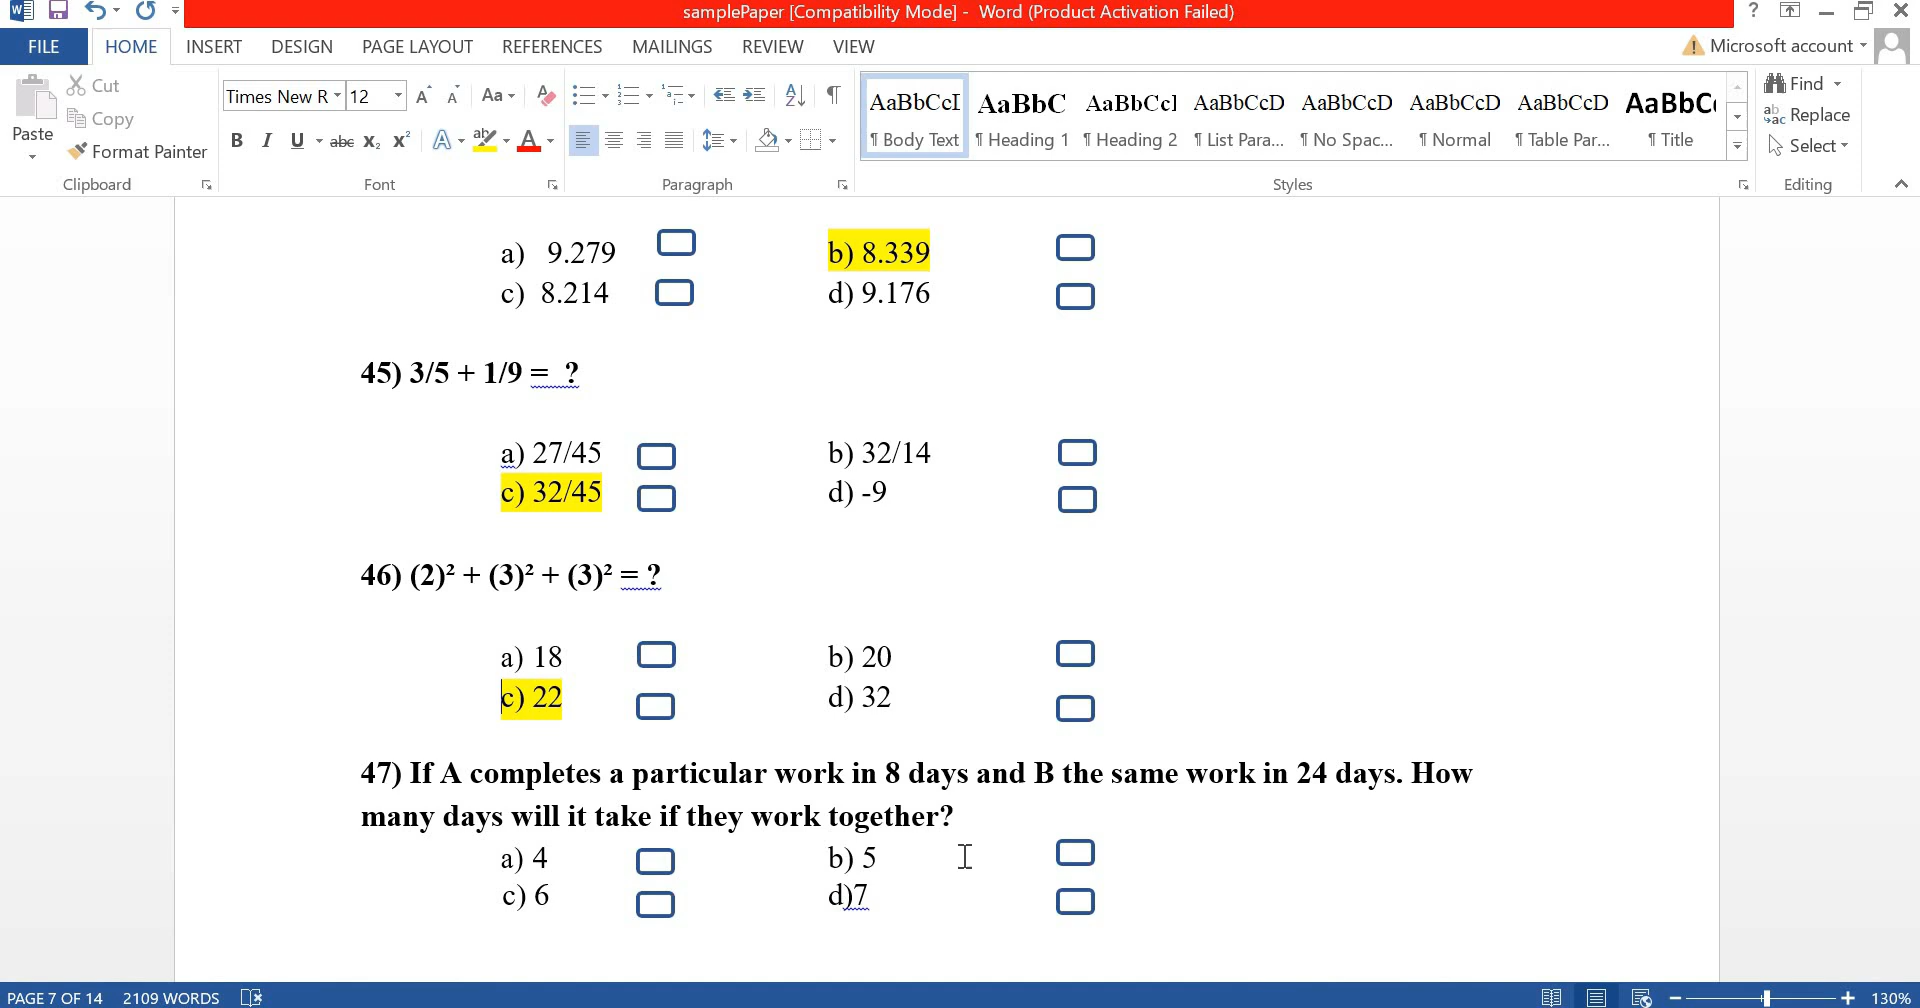 samplePaper [Compatibility Mode] - Word (Product Activation Failed)
FILE HOME INSERT DESIGN PAGE LAYOUT REFERENCES MAILINGS REVIEW VIEW Microsoft account
Paste
Cut
Copy
Format Painter
Clipboard
Times New R 12
Font
Paragraph
AaBbCcI AaBbC AaBbCcI AaBbCcD AaBbCcD AaBbCcD AaBbCcD AaBbC
¶ Body Text ¶ Heading 1 ¶ Heading 2 ¶ List Para... ¶ No Spac... ¶ Normal ¶ Table Par... ¶ Title
Styles
Find
Replace
Select
Editing
a) 9.279 b) 8.339
c) 8.214 d) 9.176
45) 3/5 + 1/9 = ?
a) 27/45 b) 32/14
c) 32/45 d) -9
46) (2)² + (3)² + (3)² = ?
a) 18 b) 20
c) 22 d) 32
47) If A completes a particular work in 8 days and B the same work in 24 days. How
many days will it take if they work together?
a) 4 b) 5
c) 6 d)7
PAGE 7 OF 14 2109 WORDS 130%